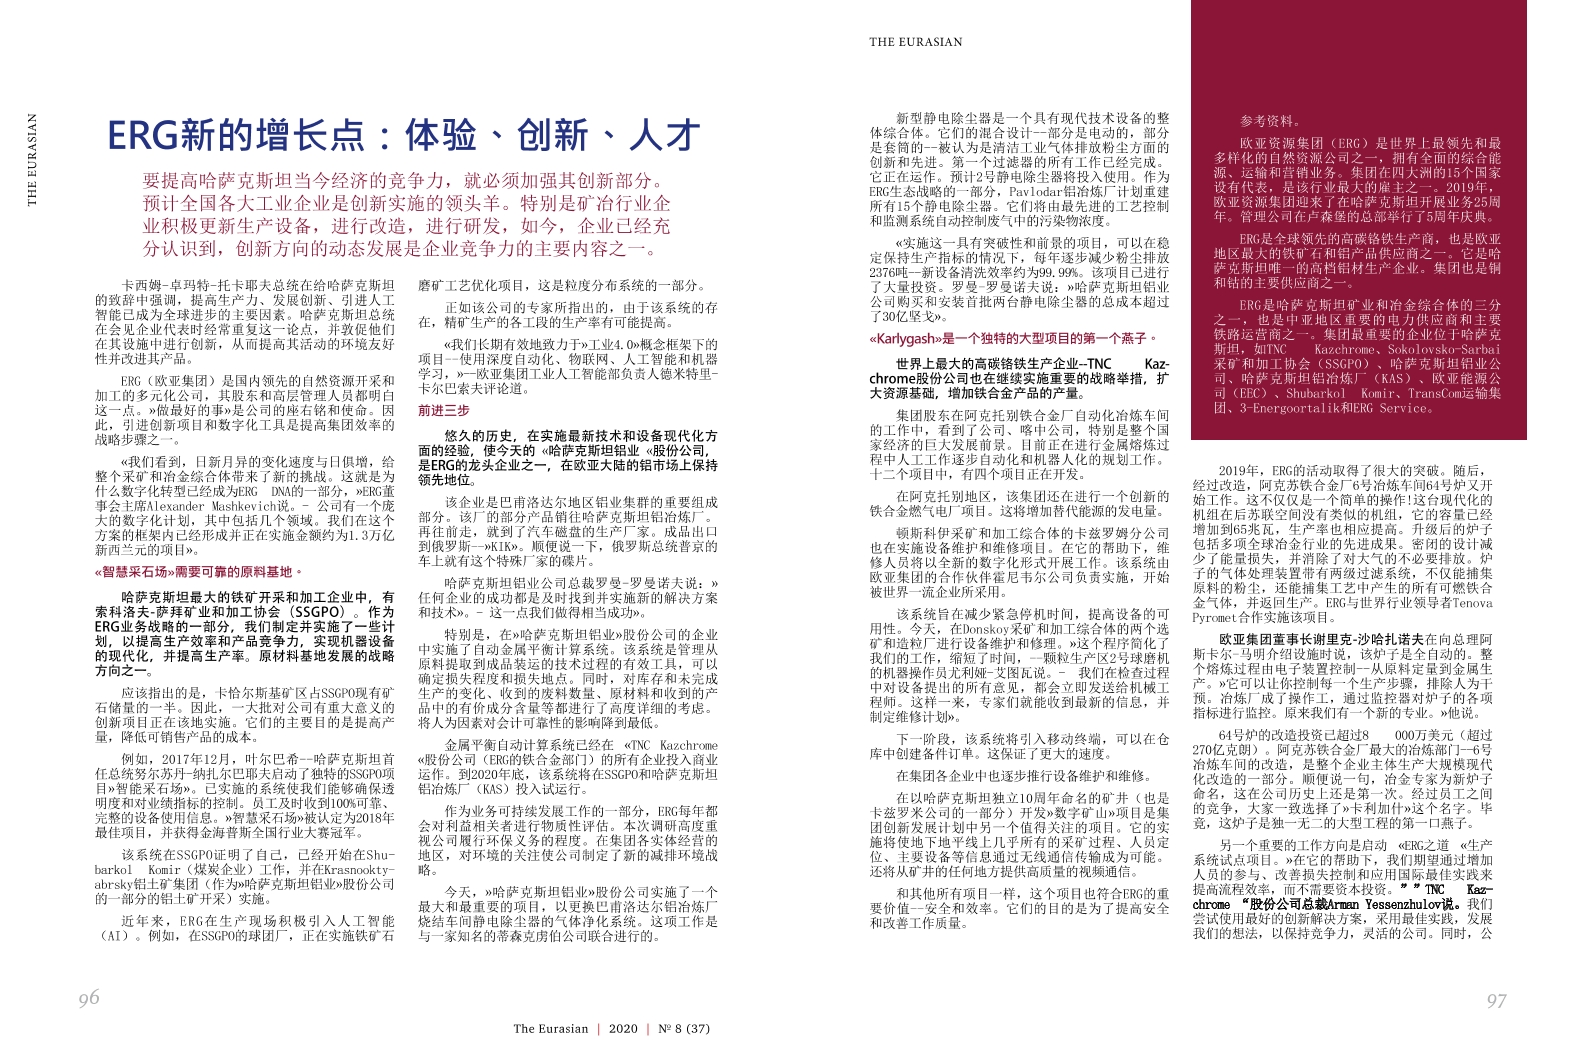 THE EURASIAN
ERG新的增长点：体验、创新、人才
要提高哈萨克斯坦当今经济的竞争力，就必须加强其创新部分。
预计全国各大工业企业是创新实施的领头羊。特别是矿冶行业企
业积极更新生产设备，进行改造，进行研发，如今，企业已经充
分认识到，创新方向的动态发展是企业竞争力的主要内容之一。
卡西姆-卓玛特-托卡耶夫总统在给哈萨克斯坦
的致辞中强调，提高生产力、发展创新、引进人工
智能已成为全球进步的主要因素。哈萨克斯坦总统
在会见企业代表时经常重复这一论点，并敦促他们
在其设施中进行创新，从而提高其活动的环境友好
性并改进其产品。
ERG（欧亚集团）是国内领先的自然资源开采和
加工的多元化公司，其股东和高层管理人员都明白
这一点。»做最好的事»是公司的座右铭和使命。因
此，引进创新项目和数字化工具是提高集团效率的
战略步骤之一。
«我们看到，日新月异的变化速度与日俱增，给
整个采矿和冶金综合体带来了新的挑战。这就是为
什么数字化转型已经成为ERG DNA的一部分，»ERG董
事会主席Alexander Mashkevich说。- 公司有一个庞
大的数字化计划，其中包括几个领域。我们在这个
方案的框架内已经形成并正在实施金额约为1.3万亿
新西兰元的项目»。
«智慧采石场»需要可靠的原料基地。
哈萨克斯坦最大的铁矿开采和加工企业中，有
索科洛夫-萨拜矿业和加工协会（SSGPO）。作为
ERG业务战略的一部分，我们制定并实施了一些计
划，以提高生产效率和产品竞争力，实现机器设备
的现代化，并提高生产率。原材料基地发展的战略
方向之一。
应该指出的是，卡恰尔斯基矿区占SSGPO现有矿
石储量的一半。因此，一大批对公司有重大意义的
创新项目正在该地实施。它们的主要目的是提高产
量，降低可销售产品的成本。
例如，2017年12月，叶尔巴希--哈萨克斯坦首
任总统努尔苏丹-纳扎尔巴耶夫启动了独特的SSGPO项
目»智能采石场»。已实施的系统使我们能够确保透
明度和对业绩指标的控制。员工及时收到100%可靠、
完整的设备使用信息。»智慧采石场»被认定为2018年
最佳项目，并获得金海普斯全国行业大赛冠军。
该系统在SSGPO证明了自己，已经开始在Shu-
barkol Komir（煤炭企业）工作，并在Krasnookty-
abrsky铝土矿集团（作为»哈萨克斯坦铝业»股份公司
的一部分的铝土矿开采）实施。
近年来，ERG在生产现场积极引入人工智能
（AI）。例如，在SSGPO的球团厂，正在实施铁矿石
磨矿工艺优化项目，这是粒度分布系统的一部分。
正如该公司的专家所指出的，由于该系统的存
在，精矿生产的各工段的生产率有可能提高。
«我们长期有效地致力于»工业4.0»概念框架下的
项目--使用深度自动化、物联网、人工智能和机器
学习，»--欧亚集团工业人工智能部负责人德米特里-
卡尔巴索夫评论道。
前进三步
悠久的历史，在实施最新技术和设备现代化方
面的经验，使今天的 «哈萨克斯坦铝业 «股份公司，
是ERG的龙头企业之一，在欧亚大陆的铝市场上保持
领先地位。
该企业是巴甫洛达尔地区铝业集群的重要组成
部分。该厂的部分产品销往哈萨克斯坦铝冶炼厂。
再往前走，就到了汽车磁盘的生产厂家。成品出口
到俄罗斯--»KIK»。顺便说一下，俄罗斯总统普京的
车上就有这个特殊厂家的碟片。
哈萨克斯坦铝业公司总裁罗曼-罗曼诺夫说：»
任何企业的成功都是及时找到并实施新的解决方案
和技术»。- 这一点我们做得相当成功»。
特别是，在»哈萨克斯坦铝业»股份公司的企业
中实施了自动金属平衡计算系统。该系统是管理从
原料提取到成品装运的技术过程的有效工具，可以
确定损失程度和损失地点。同时，对库存和未完成
生产的变化、收到的废料数量、原材料和收到的产
品中的有价成分含量等都进行了高度详细的考虑。
将人为因素对会计可靠性的影响降到最低。
金属平衡自动计算系统已经在 «TNC Kazchrome
«股份公司（ERG的铁合金部门）的所有企业投入商业
运作。到2020年底，该系统将在SSGPO和哈萨克斯坦
铝冶炼厂（KAS）投入试运行。
作为业务可持续发展工作的一部分，ERG每年都
会对利益相关者进行物质性评估。本次调研高度重
视公司履行环保义务的程度。在集团各实体经营的
地区，对环境的关注使公司制定了新的减排环境战
略。
今天，»哈萨克斯坦铝业»股份公司实施了一个
最大和最重要的项目，以更换巴甫洛达尔铝冶炼厂
烧结车间静电除尘器的气体净化系统。这项工作是
与一家知名的蒂森克虏伯公司联合进行的。
96
The Eurasian | 2020 | № 8 (37)
THE EURASIAN
新型静电除尘器是一个具有现代技术设备的整
体综合体。它们的混合设计--部分是电动的，部分
是套筒的--被认为是清洁工业气体排放粉尘方面的
创新和先进。第一个过滤器的所有工作已经完成。
它正在运作。预计2号静电除尘器将投入使用。作为
ERG生态战略的一部分，Pavlodar铝冶炼厂计划重建
所有15个静电除尘器。它们将由最先进的工艺控制
和监测系统自动控制废气中的污染物浓度。
«实施这一具有突破性和前景的项目，可以在稳
定保持生产指标的情况下，每年逐步减少粉尘排放
2376吨--新设备清洗效率约为99.99%。该项目已进行
了大量投资。罗曼-罗曼诺夫说：»哈萨克斯坦铝业
公司购买和安装首批两台静电除尘器的总成本超过
了30亿坚戈»。
«Karlygash»是一个独特的大型项目的第一个燕子。
世界上最大的高碳铬铁生产企业--TNC Kaz-
chrome股份公司也在继续实施重要的战略举措，扩
大资源基础，增加铁合金产品的产量。
集团股东在阿克托别铁合金厂自动化冶炼车间
的工作中，看到了公司、喀中公司，特别是整个国
家经济的巨大发展前景。目前正在进行金属熔炼过
程中人工工作逐步自动化和机器人化的规划工作。
十二个项目中，有四个项目正在开发。
在阿克托别地区，该集团还在进行一个创新的
铁合金燃气电厂项目。这将增加替代能源的发电量。
顿斯科伊采矿和加工综合体的卡兹罗姆分公司
也在实施设备维护和维修项目。在它的帮助下，维
修人员将以全新的数字化形式开展工作。该系统由
欧亚集团的合作伙伴霍尼韦尔公司负责实施，开始
被世界一流企业所采用。
该系统旨在减少紧急停机时间，提高设备的可
用性。今天，在Donskoy采矿和加工综合体的两个选
矿和造粒厂进行设备维护和修理。»这个程序简化了
我们的工作，缩短了时间，--颗粒生产区2号球磨机
的机器操作员尤利娅-艾图瓦说。- 我们在检查过程
中对设备提出的所有意见，都会立即发送给机械工
程师。这样一来，专家们就能收到最新的信息，并
制定维修计划»。
下一阶段，该系统将引入移动终端，可以在仓
库中创建备件订单。这保证了更大的速度。
在集团各企业中也逐步推行设备维护和维修。
在以哈萨克斯坦独立10周年命名的矿井（也是
卡兹罗米公司的一部分）开发»数字矿山»项目是集
团创新发展计划中另一个值得关注的项目。它的实
施将使地下地平线上几乎所有的采矿过程、人员定
位、主要设备等信息通过无线通信传输成为可能。
还将从矿井的任何地方提供高质量的视频通信。
和其他所有项目一样，这个项目也符合ERG的重
要价值--安全和效率。它们的目的是为了提高安全
和改善工作质量。
参考资料。
欧亚资源集团（ERG）是世界上最领先和最
多样化的自然资源公司之一，拥有全面的综合能
源、运输和营销业务。集团在四大洲的15个国家
设有代表，是该行业最大的雇主之一。2019年，
欧亚资源集团迎来了在哈萨克斯坦开展业务25周
年。管理公司在卢森堡的总部举行了5周年庆典。
ERG是全球领先的高碳铬铁生产商，也是欧亚
地区最大的铁矿石和铝产品供应商之一。它是哈
萨克斯坦唯一的高档铝材生产企业。集团也是铜
和钴的主要供应商之一。
ERG是哈萨克斯坦矿业和冶金综合体的三分
之一，也是中亚地区重要的电力供应商和主要
铁路运营商之一。集团最重要的企业位于哈萨克
斯坦，如TNC Kazchrome、Sokolovsko-Sarbai
采矿和加工协会（SSGPO）、哈萨克斯坦铝业公
司、哈萨克斯坦铝冶炼厂（KAS）、欧亚能源公
司（EEC）、Shubarkol Komir、TransCom运输集
团、3-Energoortalik和ERG Service。
2019年，ERG的活动取得了很大的突破。随后，
经过改造，阿克苏铁合金厂6号冶炼车间64号炉又开
始工作。这不仅仅是一个简单的操作!这台现代化的
机组在后苏联空间没有类似的机组，它的容量已经
增加到65兆瓦，生产率也相应提高。升级后的炉子
包括多项全球冶金行业的先进成果。密闭的设计减
少了能量损失，并消除了对大气的不必要排放。炉
子的气体处理装置带有两级过滤系统，不仅能捕集
原料的粉尘，还能捕集工艺中产生的所有可燃铁合
金气体，并返回生产。ERG与世界行业领导者Tenova
Pyromet合作实施该项目。
欧亚集团董事长谢里克-沙哈扎诺夫在向总理阿
斯卡尔-马明介绍设施时说，该炉子是全自动的。整
个熔炼过程由电子装置控制--从原料定量到金属生
产。»它可以让你控制每一个生产步骤，排除人为干
预。冶炼厂成了操作工，通过监控器对炉子的各项
指标进行监控。原来我们有一个新的专业。»他说。
64号炉的改造投资已超过8 000万美元（超过
270亿克朗）。阿克苏铁合金厂最大的冶炼部门--6号
冶炼车间的改造，是整个企业主体生产大规模现代
化改造的一部分。顺便说一句，冶金专家为新炉子
命名，这在公司历史上还是第一次。经过员工之间
的竞争，大家一致选择了»卡利加什»这个名字。毕
竟，这炉子是独一无二的大型工程的第一口燕子。
另一个重要的工作方向是启动 «ERG之道 «生产
系统试点项目。»在它的帮助下，我们期望通过增加
人员的参与、改善损失控制和应用国际最佳实践来
提高流程效率，而不需要资本投资。” ”TNC Kaz-
chrome “股份公司总裁Arman Yessenzhulov说。我们
尝试使用最好的创新解决方案，采用最佳实践，发展
我们的想法，以保持竞争力，灵活的公司。同时，公
97